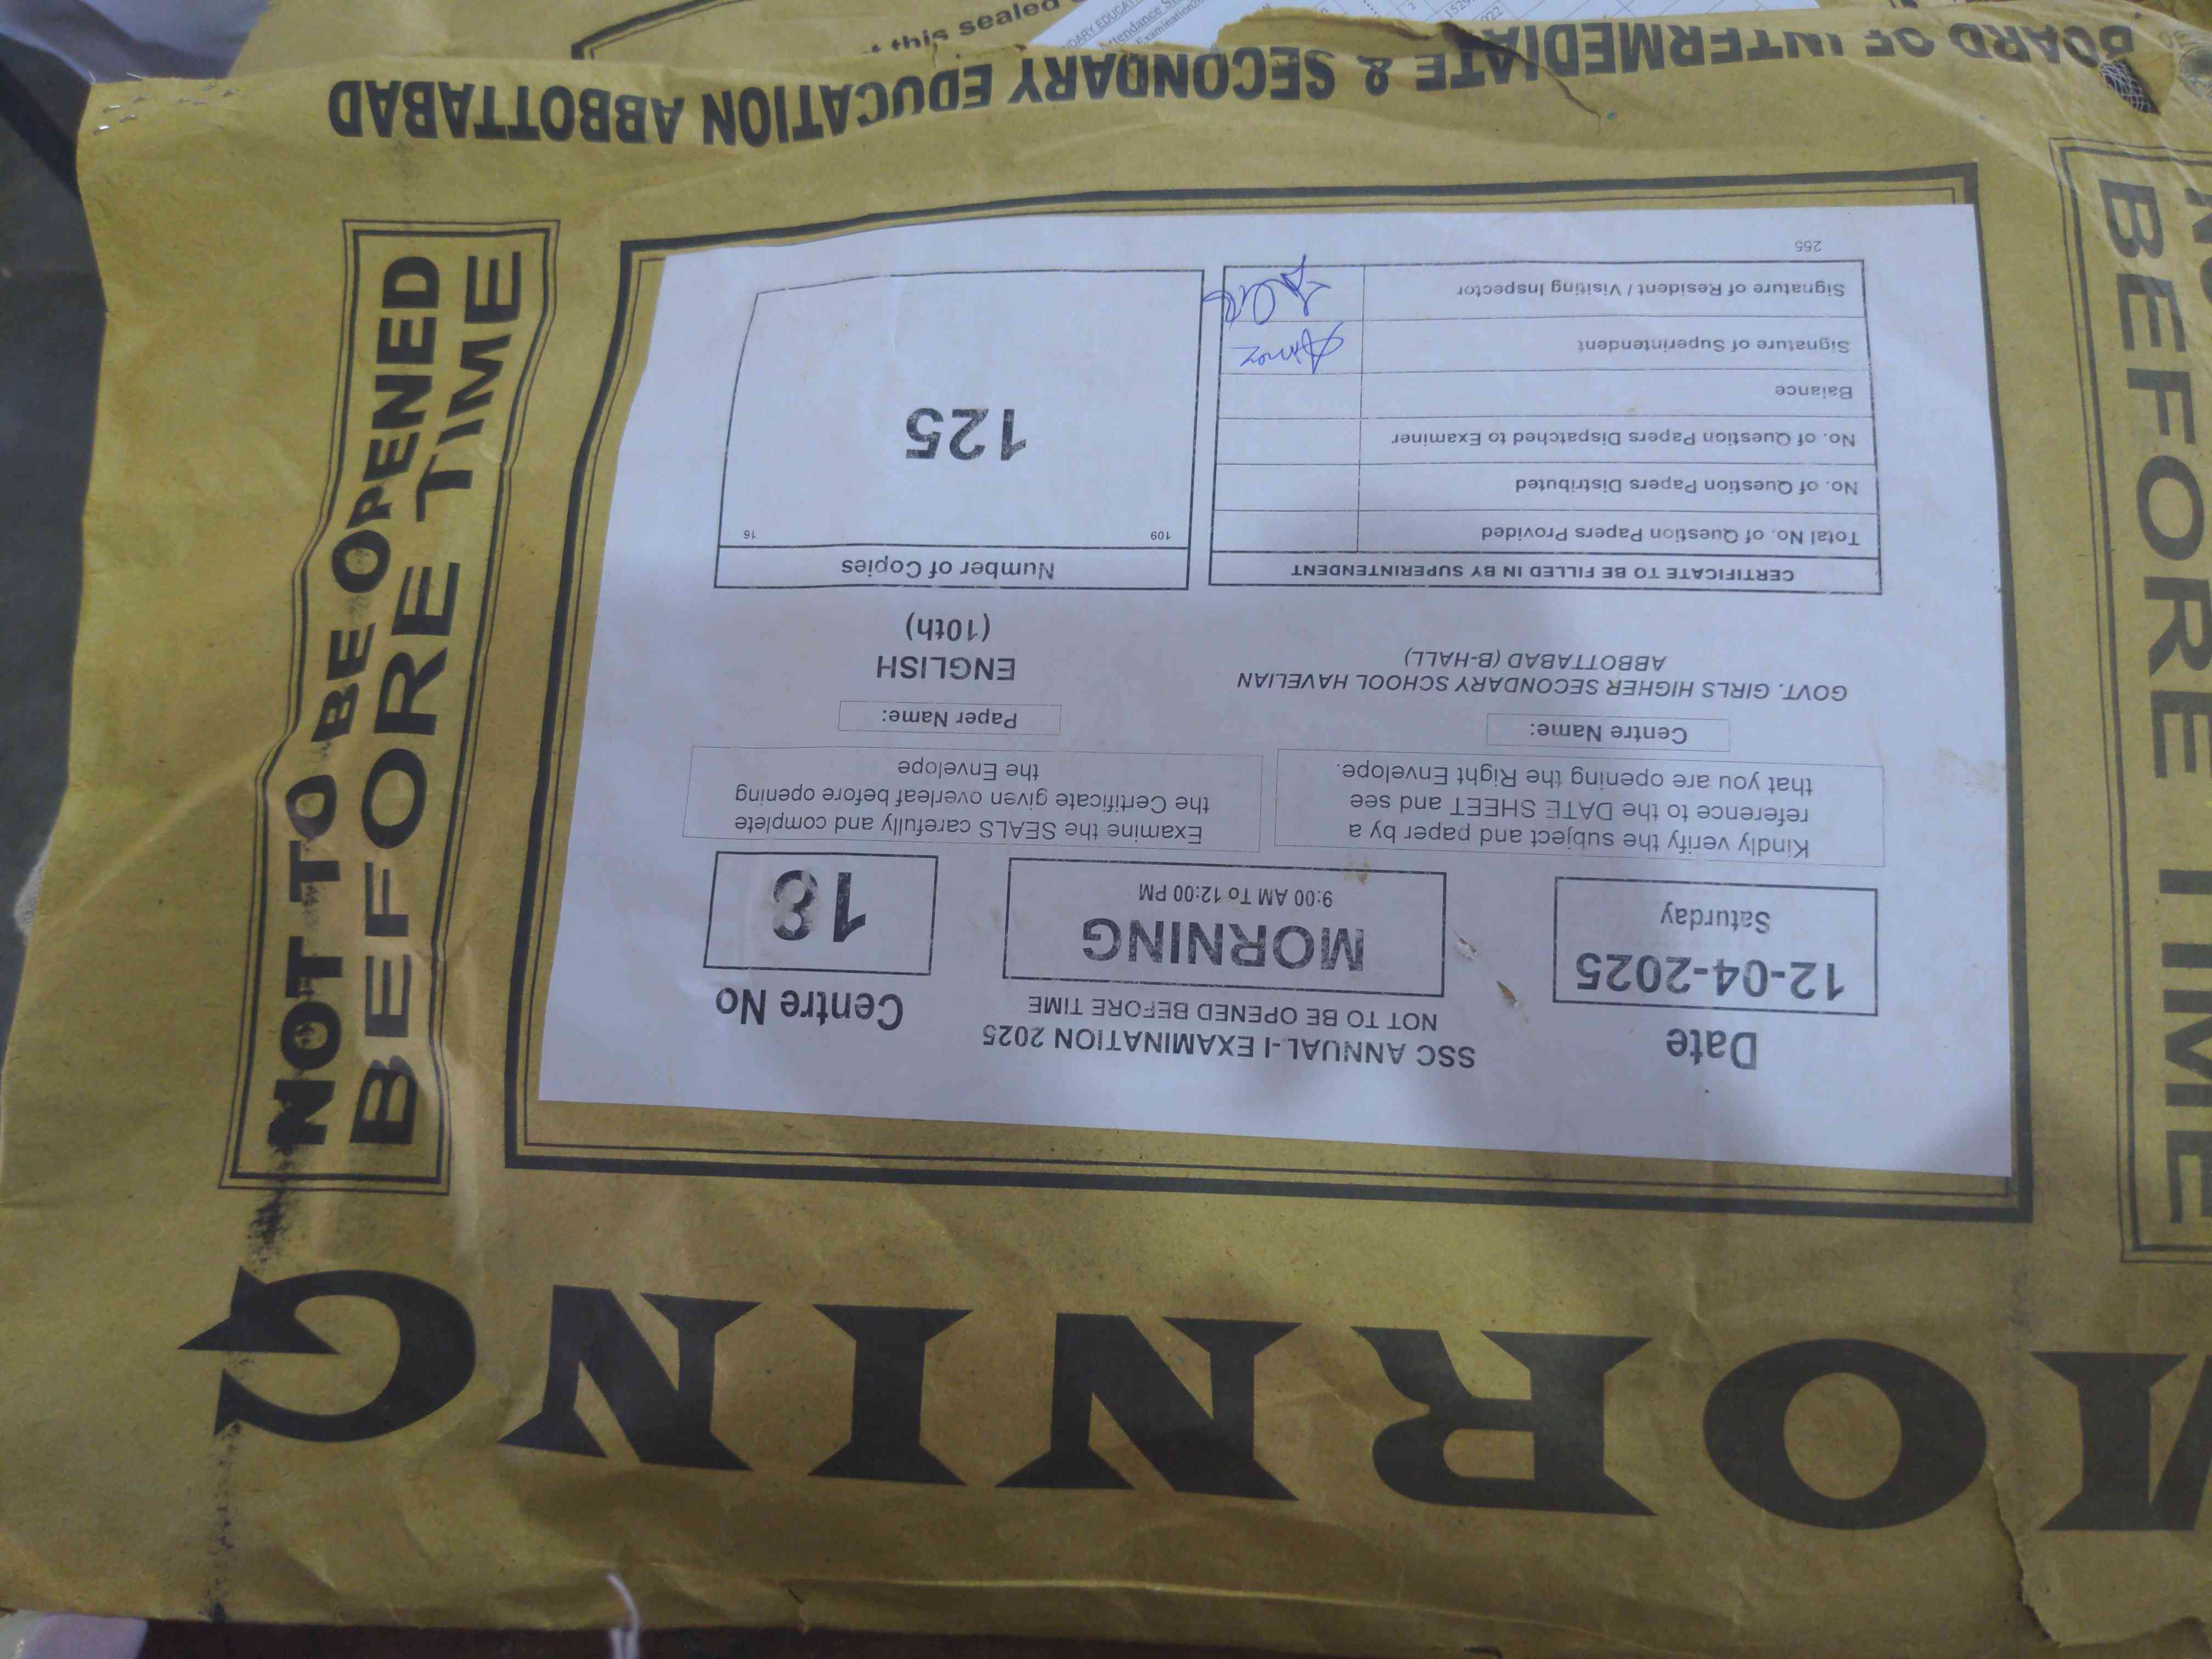 MORNING
NOT TO BE OPENED
BEFORE TIME
BEFORE TIME
SSC ANNUAL-I EXAMINATION 2025
NOT TO BE OPENED BEFORE TIME
Date
12-04-2025
Saturday
MORNING
9:00 AM To 12:00 PM
Centre No
18
Kindly verify the subject and paper by a
reference to the DATE SHEET and see
that you are opening the Right Envelope.
Examine the SEALS carefully and complete
the Certificate given overleaf before opening
the Envelope
Centre Name:
GOVT. GIRLS HIGHER SECONDARY SCHOOL HAVELIAN
ABBOTTABAD (B-HALL)
Paper Name:
ENGLISH
(10th)
CERTIFICATE TO BE FILLED IN BY SUPERINTENDENT
Total No. of Question Papers Provided
No. of Question Papers Distributed
No. of Question Papers Dispatched to Examiner
Balance
Signature of Superintendent
Signature of Resident / Visiting Inspector
255
Number of Copies
109 16
125
BOARD OF INTERMEDIATE & SECONDARY EDUCATION ABBOTTABAD
this sealed